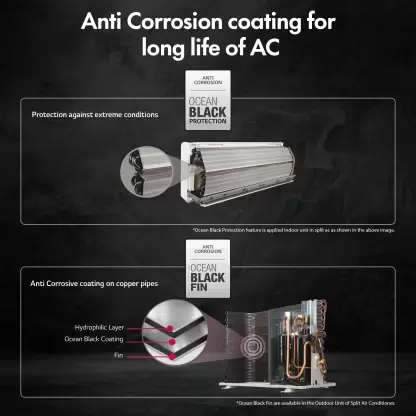 Anti Corrosion coating for
long life of AC
ANTI
CORROSION
OCEAN
BLACK
PROTECTION
Protection against extreme conditions
*Ocean Black Protection feature is applied indoor unit in split ac as shown in the above image.
ANTI
CORROSION
OCEAN
BLACK
FIN
Anti Corrosive coating on copper pipes
Hydrophilic Layer
Ocean Black Coating
Fin
*Ocean Black Fin are available in the Outdoor Unit of Split Air Conditioner.